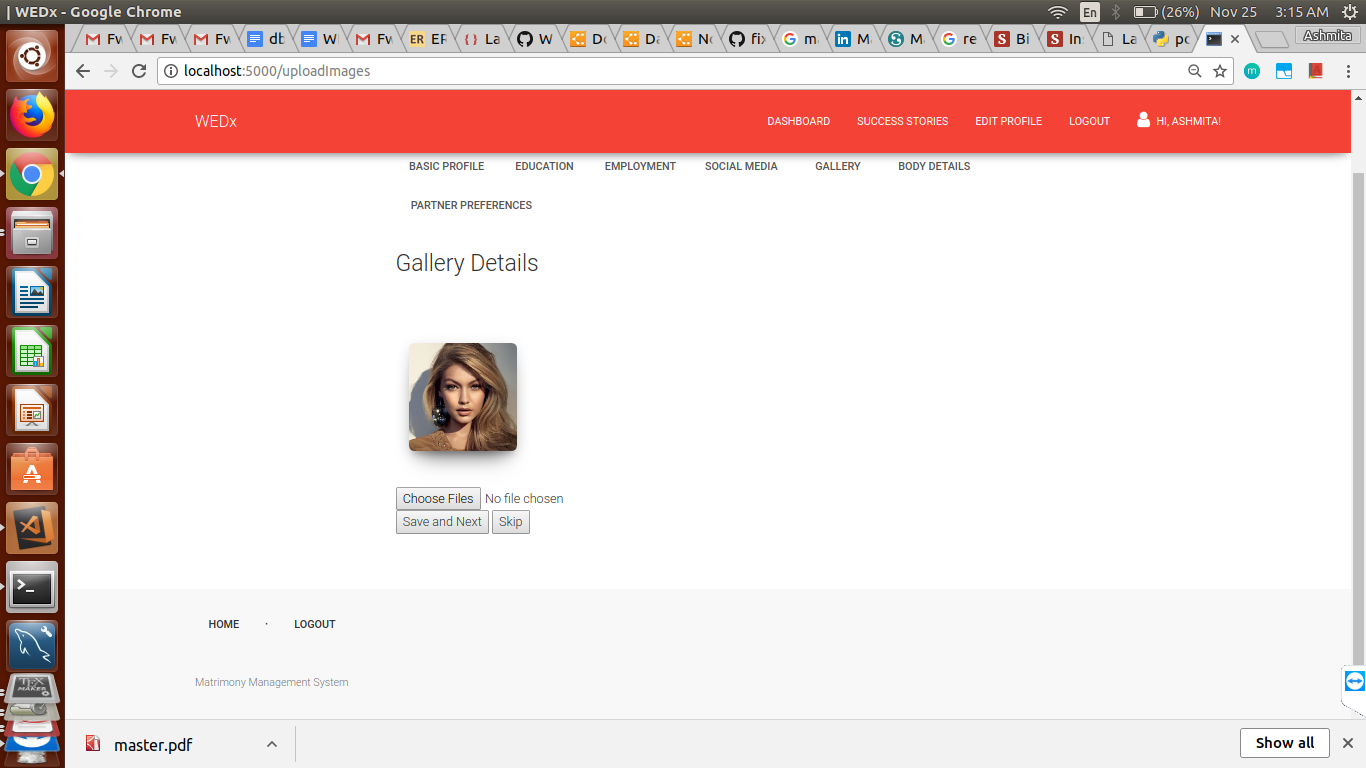 | WEDx - Google Chrome
En
(26%)
Nov 25
3:15 AM
Fw
Fw
Fw
db
Fw
ER
La
W
Do
Da
No
fix
re
Bi
In
La
Ashmita
localhost:5000/uploadImages
m
WEDx
DASHBOARD
SUCCESS STORIES
EDIT PROFILE
LOGOUT
HI, ASHMITA!
BASIC PROFILE
EDUCATION
EMPLOYMENT
SOCIAL MEDIA
GALLERY
BODY DETAILS
PARTNER PREFERENCES
Gallery Details
Choose Files No file chosen
Save and Next Skip
HOME · LOGOUT
Matrimony Management System
master.pdf
Show all